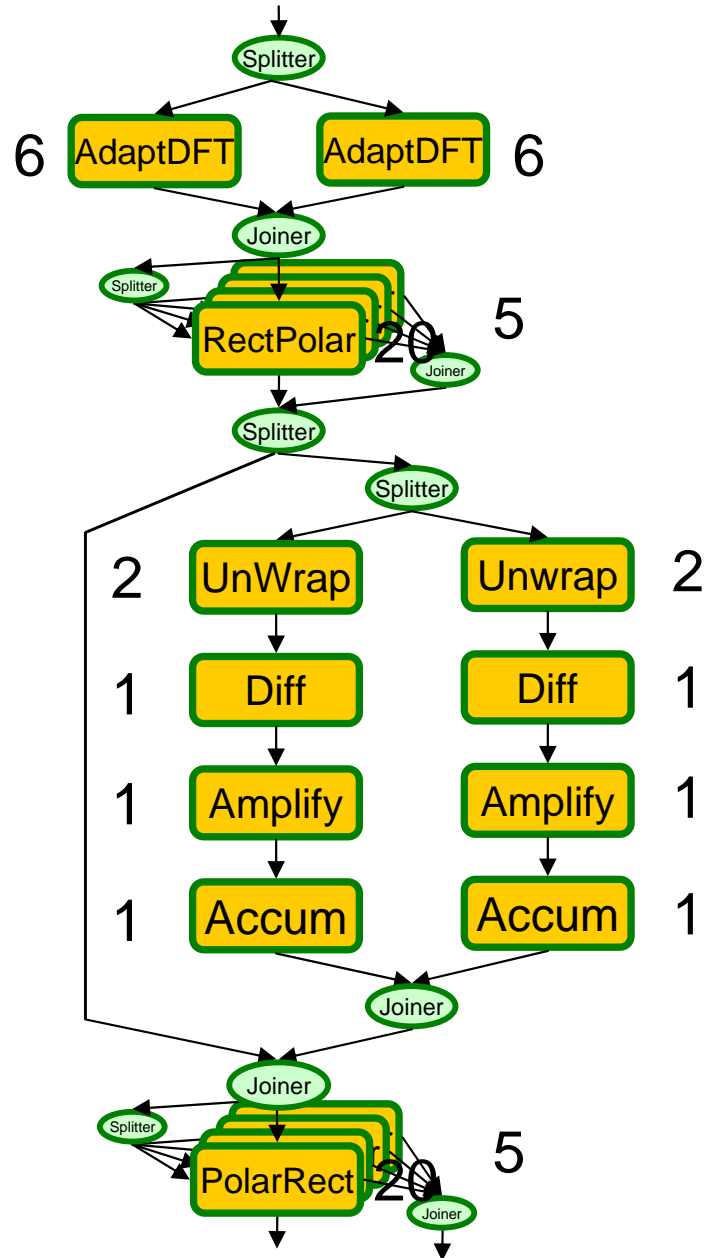 Splitter
6 AdaptDFT AdaptDFT 6
Joiner
Splitter
RectPolar 20 5
Joiner
Splitter
Splitter
2 UnWrap Unwrap 2
1 Diff Diff 1
1 Amplify Amplify 1
1 Accum Accum 1
Joiner
Joiner
Splitter
PolarRect 20 5
Joiner